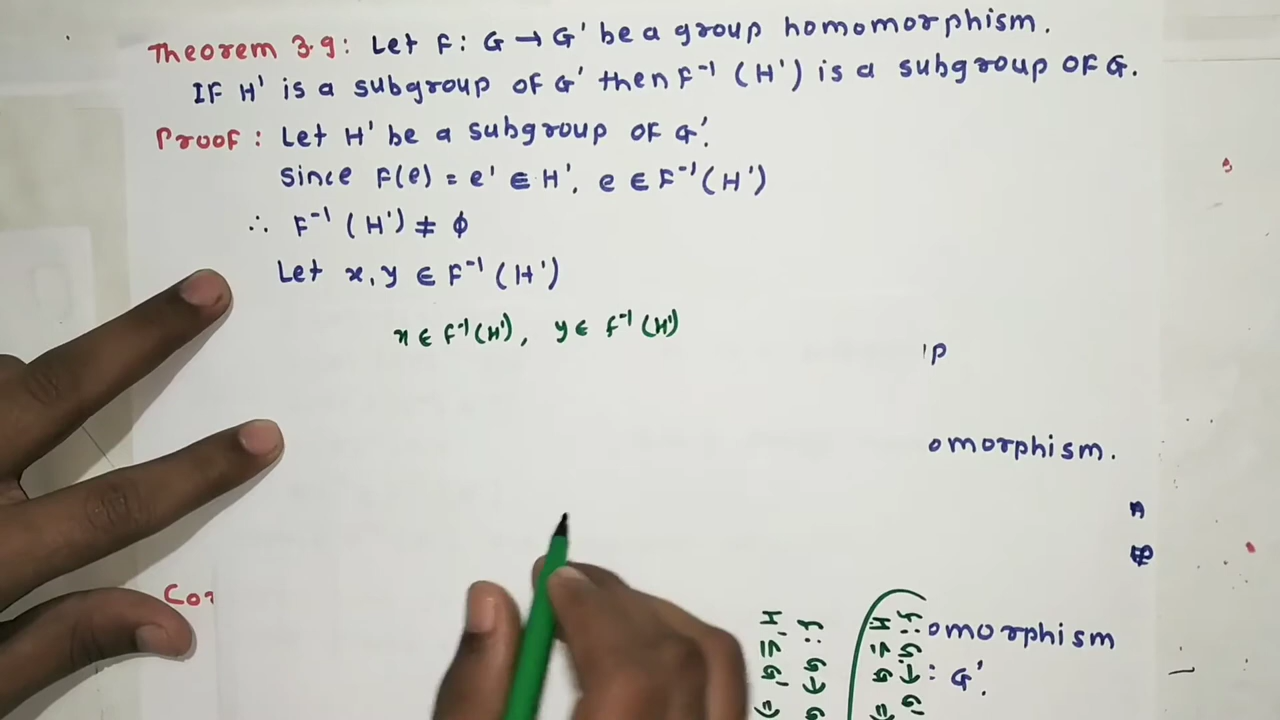 Theorem 3.9: Let F: G → G' be a group homomorphism.
IF H' is a subgroup of G' then F⁻¹ (H') is a subgroup of G.
Proof: Let H' be a subgroup of G'.
Since F(e) = e' ∈ H', e ∈ F⁻¹(H')
∴ F⁻¹ (H') ≠ ϕ
Let x, y ∈ F⁻¹ (H')
x ∈ f⁻¹(H'), y ∈ f⁻¹(H')
'p
omorphism.
A
Cor
omorphism
: G'.
f: G → G'
H ≤ G ⇒
f: G → G
H' ≤ G' ⇒